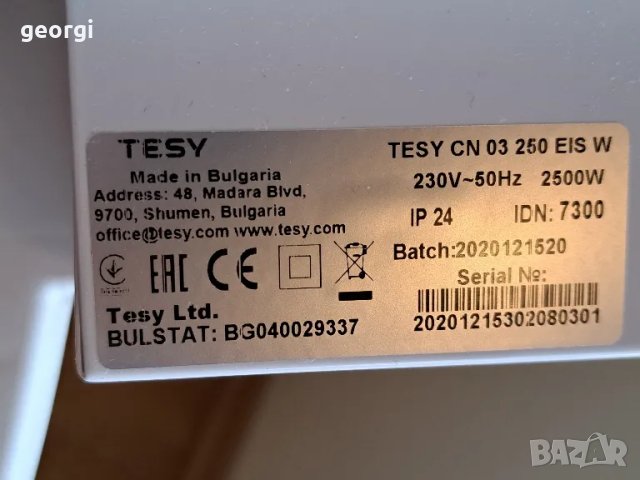 georgi
TESY
Made in Bulgaria
Address: 48, Madara Blvd,
9700, Shumen, Bulgaria
office@tesy.com www.tesy.com
EAC CE
Tesy Ltd.
BULSTAT: BG040029337
TESY CN 03 250 EIS W
230V~50Hz 2500W
IP 24 IDN: 7300
Batch:2020121520
Serial №:
20201215302080301
BAZAR